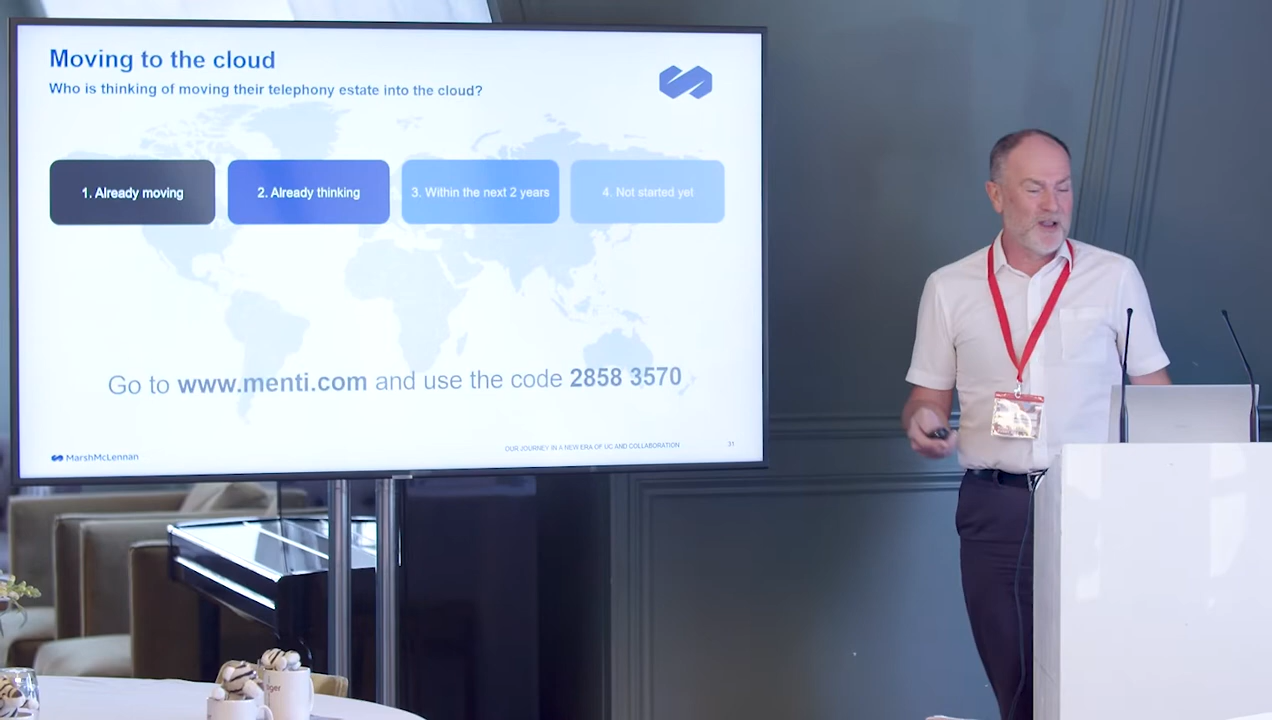 Moving to the cloud
Who is thinking of moving their telephony estate into the cloud?
1. Already moving
2. Already thinking
3. Within the next 2 years
4. Not started yet
Go to www.menti.com and use the code 2858 3570
MarshMcLennan
OUR JOURNEY IN A NEW ERA OF UC AND COLLABORATION
31